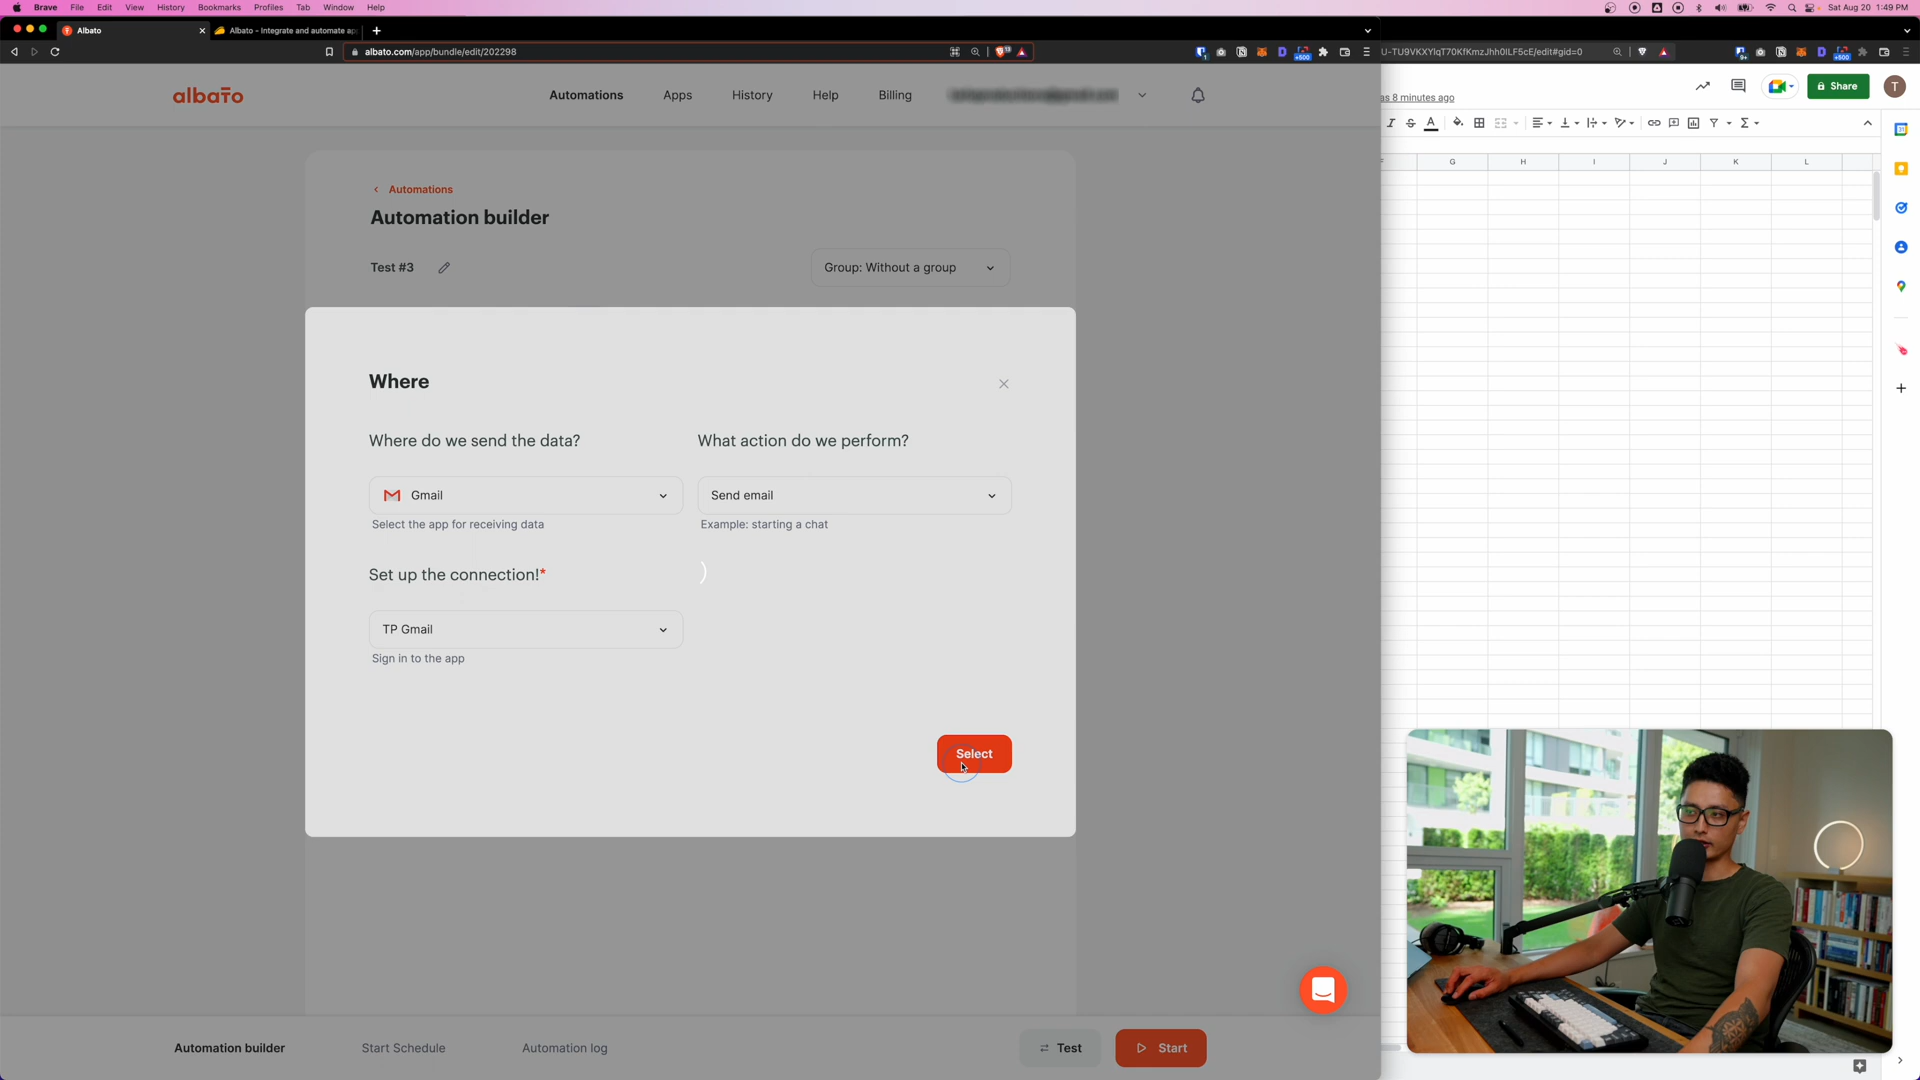 Brave File Edit View History Bookmarks Profiles Tab Window Help
Sat Aug 20 1:49 PM
Albato
Albato - Integrate and automate ap
albato.com/app/bundle/edit/202298
U-TU9VKXYlqT70KfKmzJhh0ILF5cE/edit#gid=0
albato
Automations Apps History Help Billing
as 8 minutes ago
Share
T
G H I J K L
Automations
Automation builder
Test #3
Group: Without a group
Where
Where do we send the data?
What action do we perform?
Gmail
Send email
Select the app for receiving data
Example: starting a chat
Set up the connection!*
TP Gmail
Sign in to the app
Select
Automation builder
Start Schedule
Automation log
Test
Start